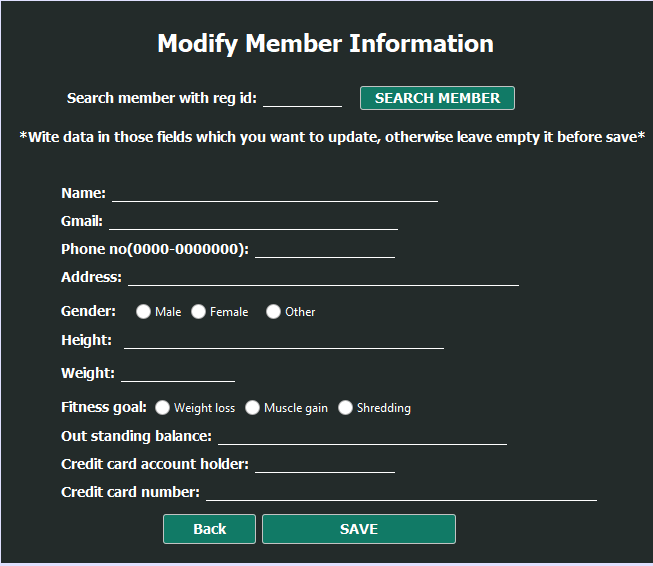 Modify Member Information
Search member with reg id: SEARCH MEMBER
*Wite data in those fields which you want to update, otherwise leave empty it before save*
Name:
Gmail:
Phone no(0000-0000000):
Address:
Gender: Male Female Other
Height:
Weight:
Fitness goal: Weight loss Muscle gain Shredding
Out standing balance:
Credit card account holder:
Credit card number:
Back SAVE